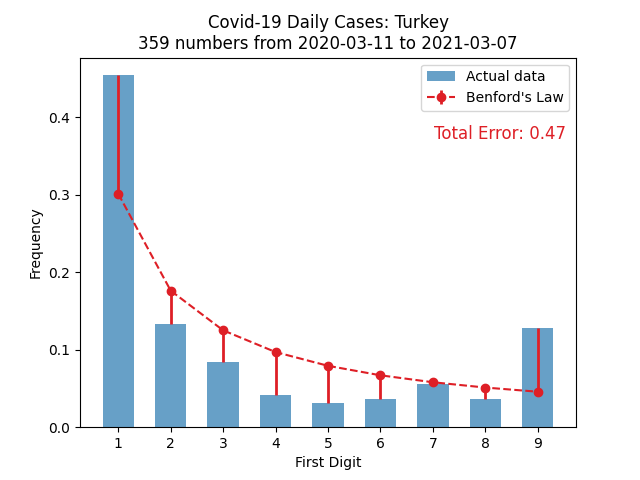 Covid-19 Daily Cases: Turkey
359 numbers from 2020-03-11 to 2021-03-07
Actual data
Benford's Law
Total Error: 0.47
0.4
0.3
0.2
0.1
0.0
Frequency
1 2 3 4 5 6 7 8 9
First Digit